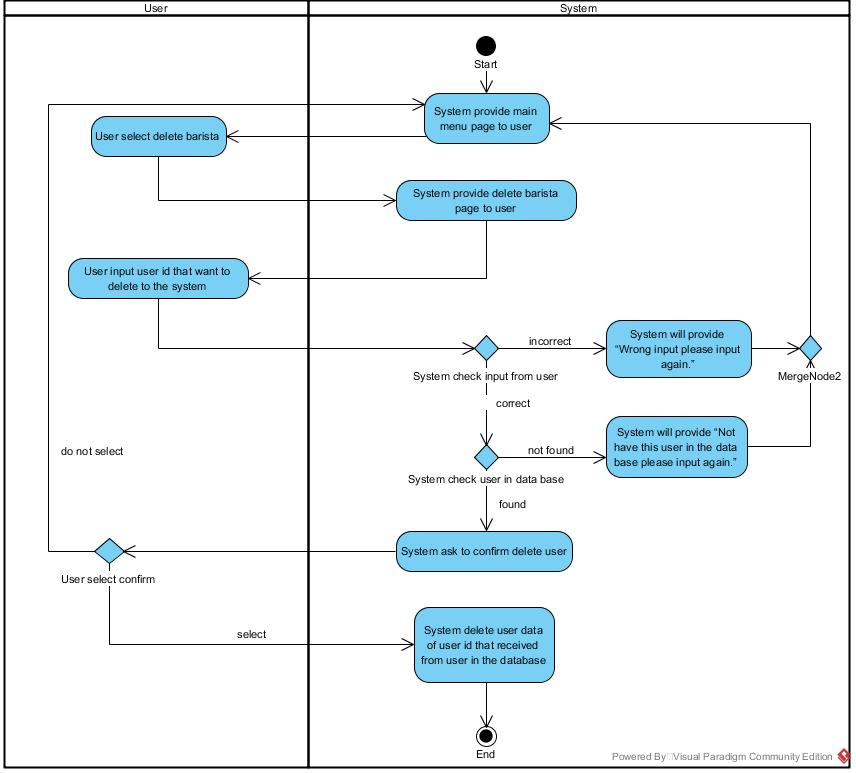 User
System
Start
System provide main
menu page to user
User select delete barista
System provide delete barista
page to user
User input user id that want to
delete to the system
incorrect
System will provide
“Wrong input please input
again.”
MergeNode2
System check input from user
correct
System will provide “Not
have this user in the data
base please input again.”
not found
do not select
System check user in data base
found
System ask to confirm delete user
User select confirm
select
System delete user data
of user id that received
from user in the database
End
Powered By Visual Paradigm Community Edition